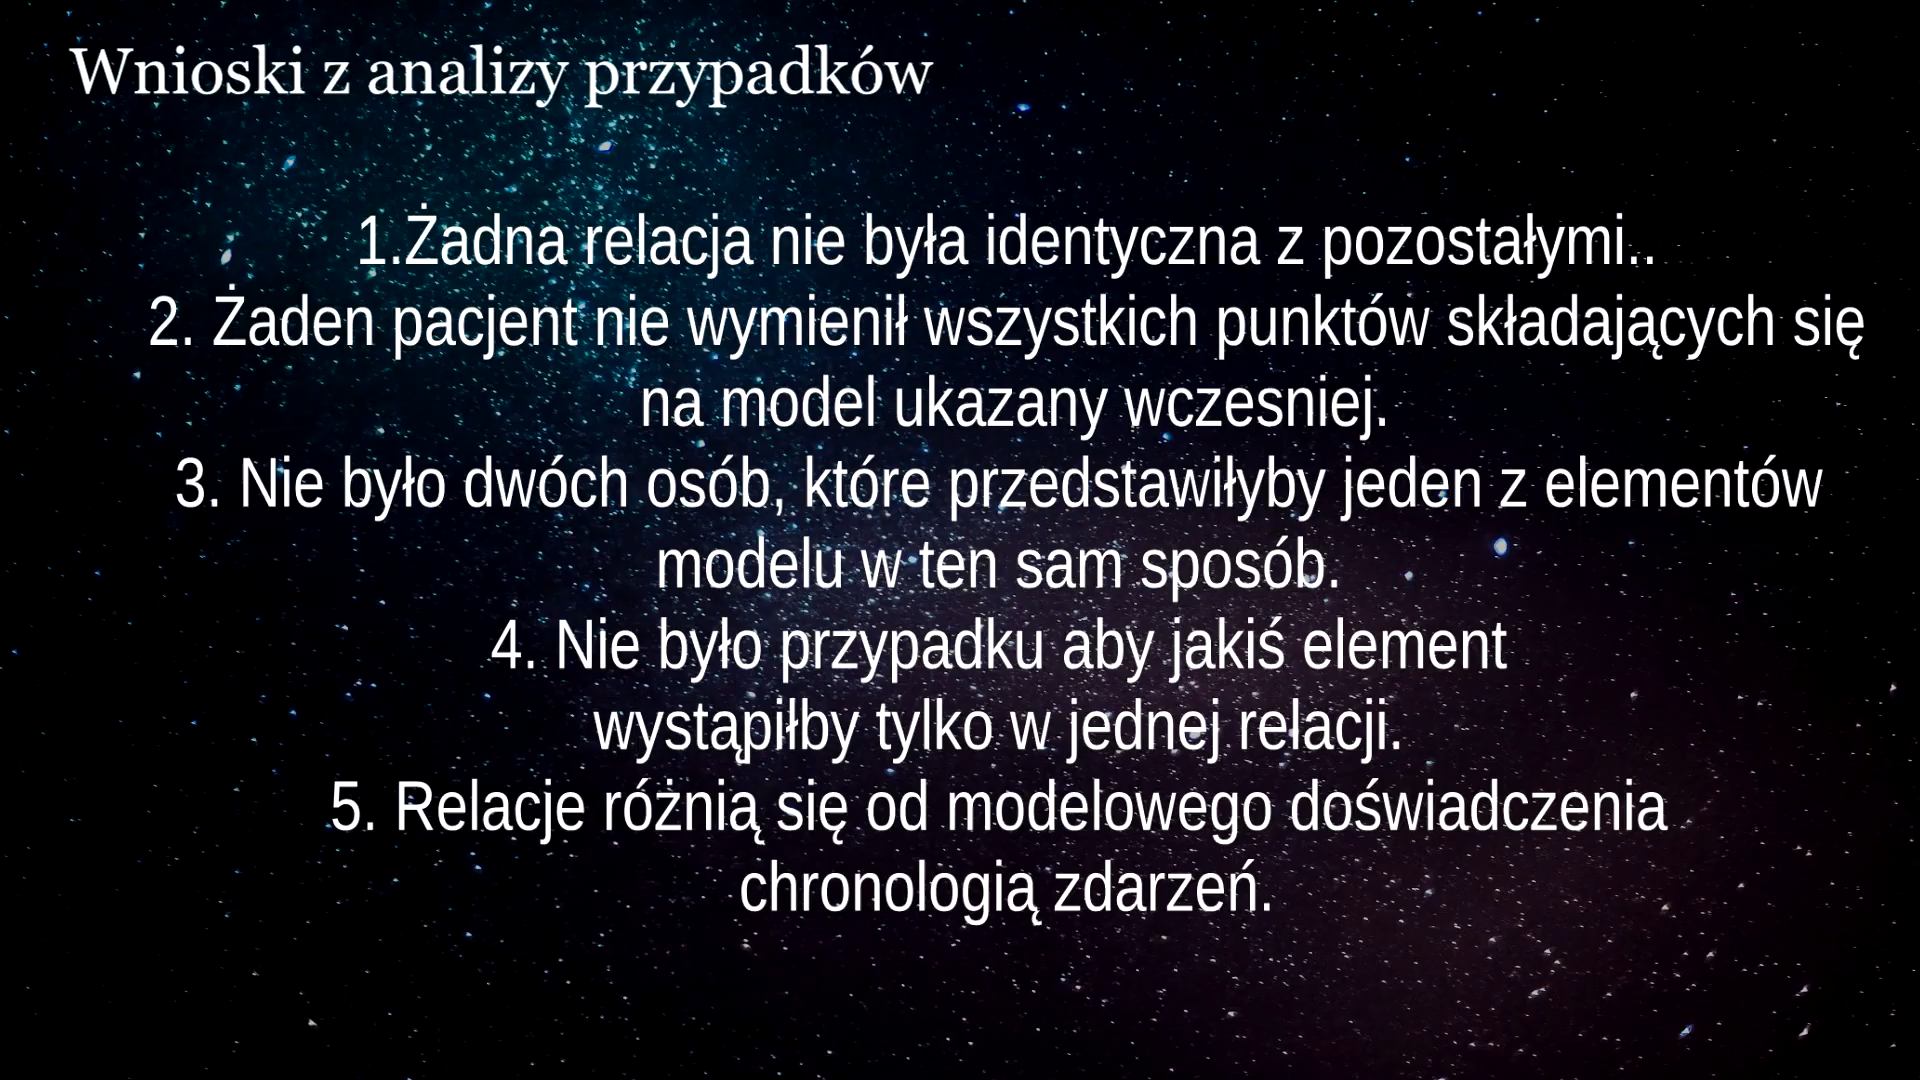 Wnioski z analizy przypadków
1.Żadna relacja nie była identyczna z pozostałymi..
2. Żaden pacjent nie wymienił wszystkich punktów składających się
na model ukazany wczesniej.
3. Nie było dwóch osób, które przedstawiłyby jeden z elementów
modelu w ten sam sposób.
4. Nie było przypadku aby jakiś element
wystąpiłby tylko w jednej relacji.
5. Relacje różnią się od modelowego doświadczenia
chronologią zdarzeń.